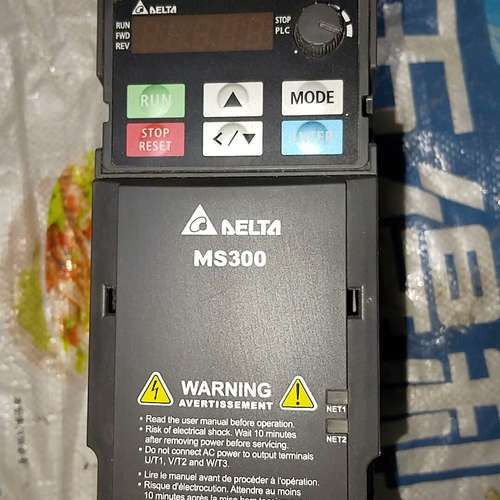 DELTA
RUN
FWD
REV
STOP
PLC
RUN
MODE
STOP
RESET
ENTER
DELTA
MS300
WARNING
AVERTISSEMENT
NET1
NET2
• Read the user manual before operation.
• Risk of electrical shock. Wait 10 minutes
after removing power before servicing.
• Do not connect AC power to output terminals
U/T1, V/T2 and W/T3.
• Lire le manuel avant de procéder à l'opération.
• Risque d'électrocution. Attendre au moins
10 minutes après la mise hors